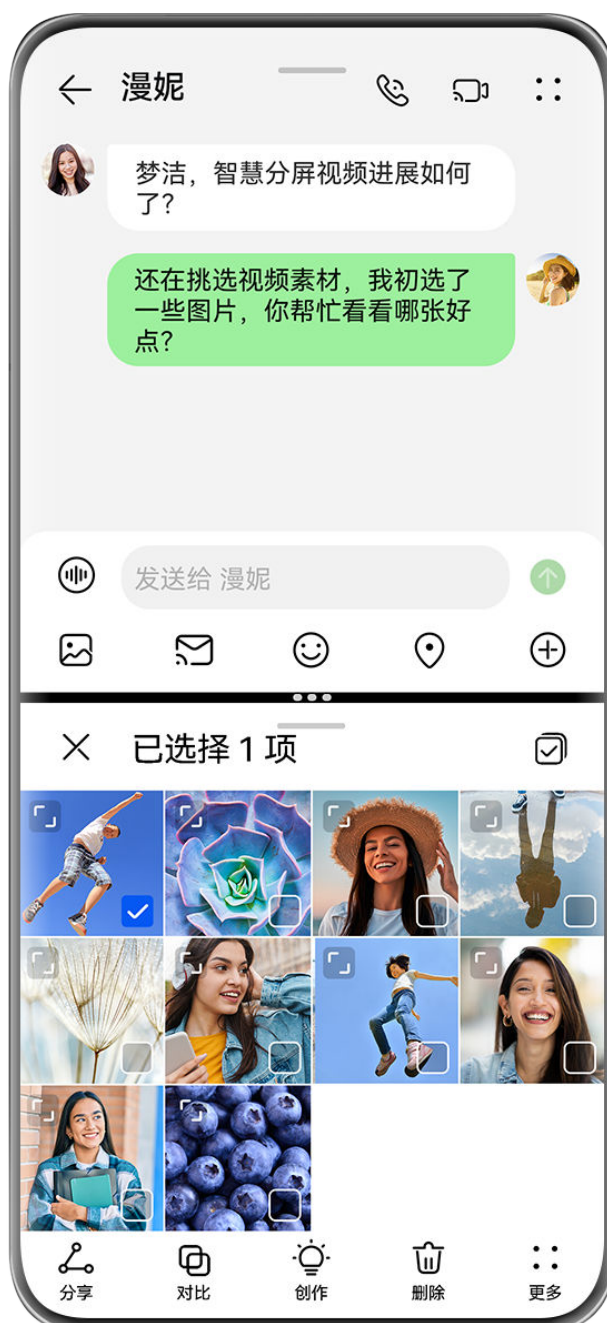 漫妮
梦洁，智慧分屏视频进展如何
了？
还在挑选视频素材，我初选了
一些图片，你帮忙看看哪张好
点？
发送给 漫妮
已选择 1 项
分享
对比
创作
删除
更多